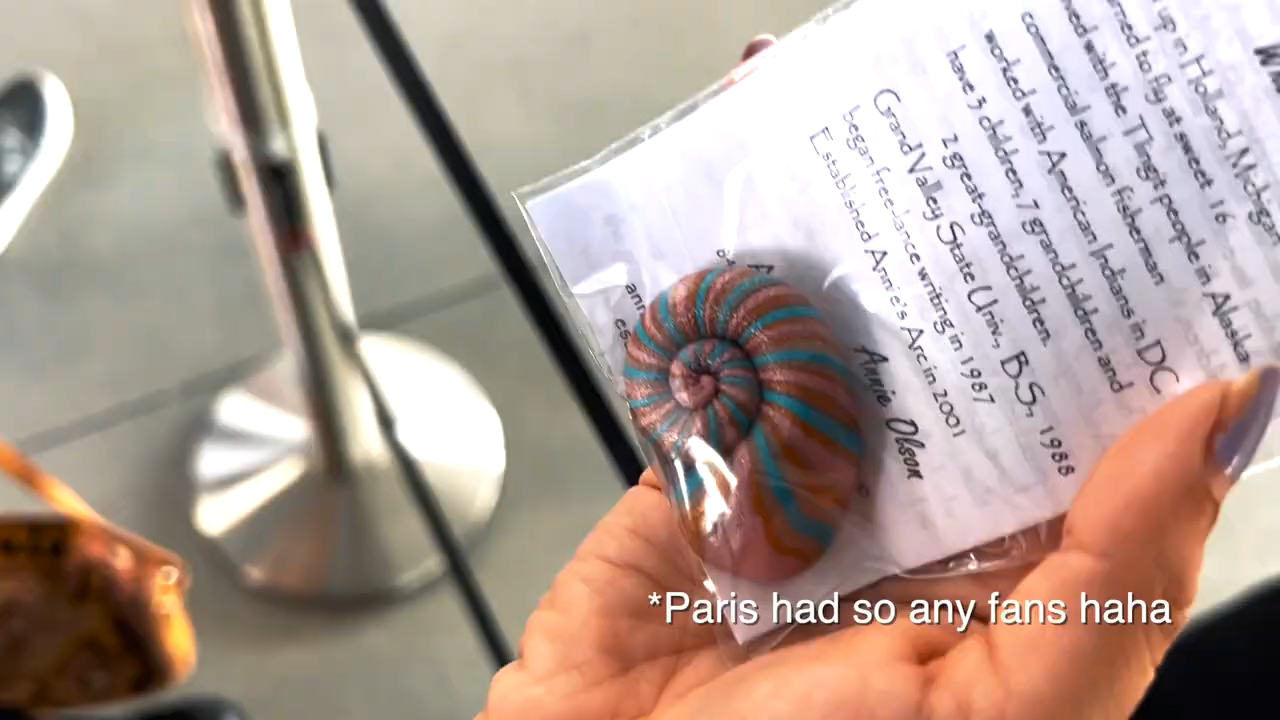 up in Holland, Michigan
to fly at sweet 16
with the Tlingit people in Alaska
commercial salmon fisherman
worked with American Indians in DC
have 3 children, 7 grandchildren and
2 great-grandchildren.
Grand Valley State Univ., BS, 1988
began free-lance writing in 1987
Established Annie's Arc in 2001
Annie Olson
*Paris had so any fans haha